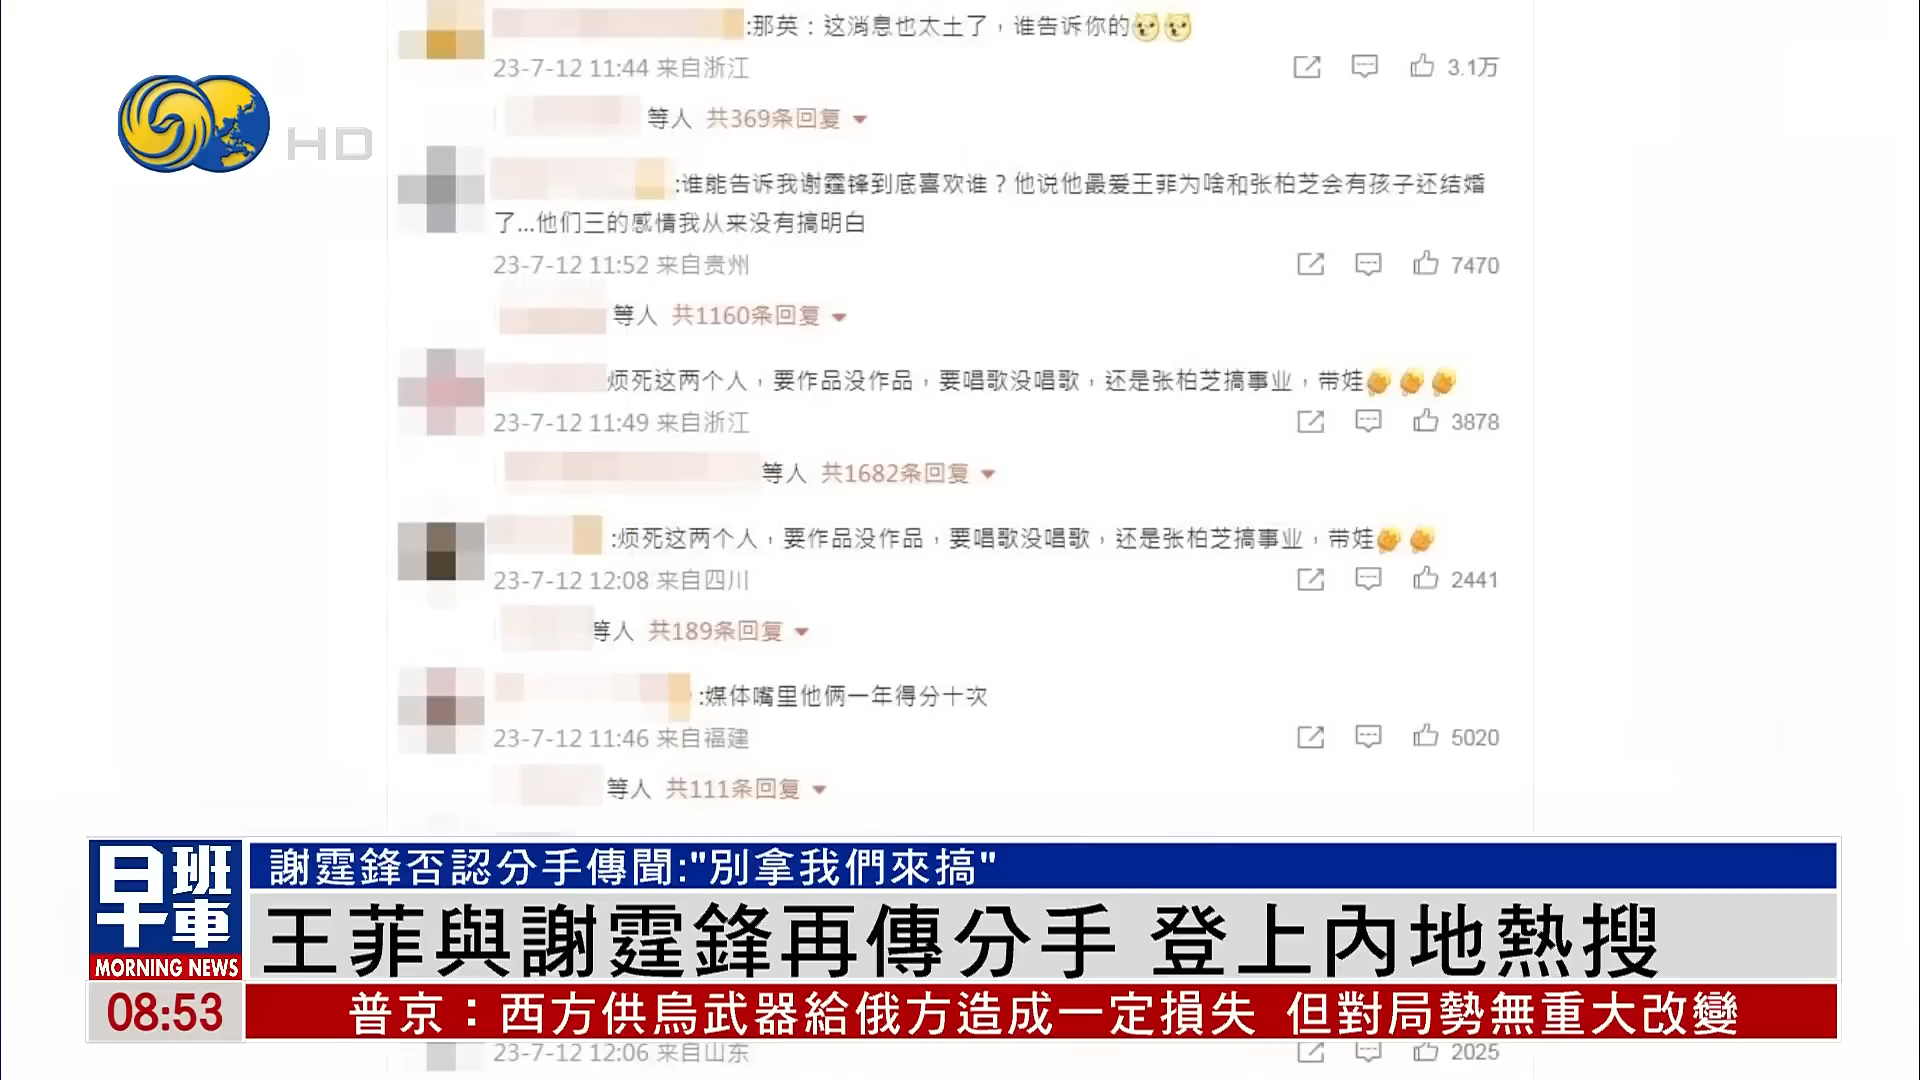 :那英：这消息也太土了，谁告诉你的
23-7-12 11:44 来自浙江
3.1万
等人 共369条回复
HD
:谁能告诉我谢霆锋到底喜欢谁？他说他最爱王菲为啥和张柏芝会有孩子还结婚
了...他们三的感情我从来没有搞明白
23-7-12 11:52 来自贵州
7470
等人 共1160条回复
烦死这两个人，要作品没作品，要唱歌没唱歌，还是张柏芝搞事业，带娃
23-7-12 11:49 来自浙江
3878
等人 共1682条回复
:烦死这两个人，要作品没作品，要唱歌没唱歌，还是张柏芝搞事业，带娃
23-7-12 12:08 来自四川
2441
等人 共189条回复
:媒体嘴里他俩一年得分十次
23-7-12 11:46 来自福建
5020
等人 共111条回复
早班車
MORNING NEWS
謝霆鋒否認分手傳聞:"別拿我們來搞"
王菲與謝霆鋒再傳分手 登上內地熱搜
08:53
普京：西方供烏武器給俄方造成一定損失 但對局勢無重大改變
23-7-12 12:06 来自山东
2025